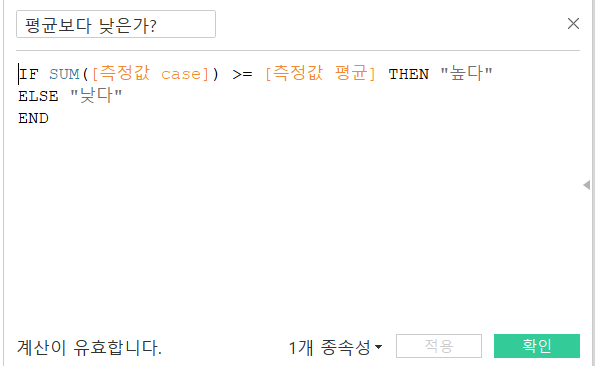 평균보다 낮은가?
IF SUM([측정값 case]) >= [측정값 평균] THEN "높다"
ELSE "낮다"
END
계산이 유효합니다.
1개 종속성
적용
확인